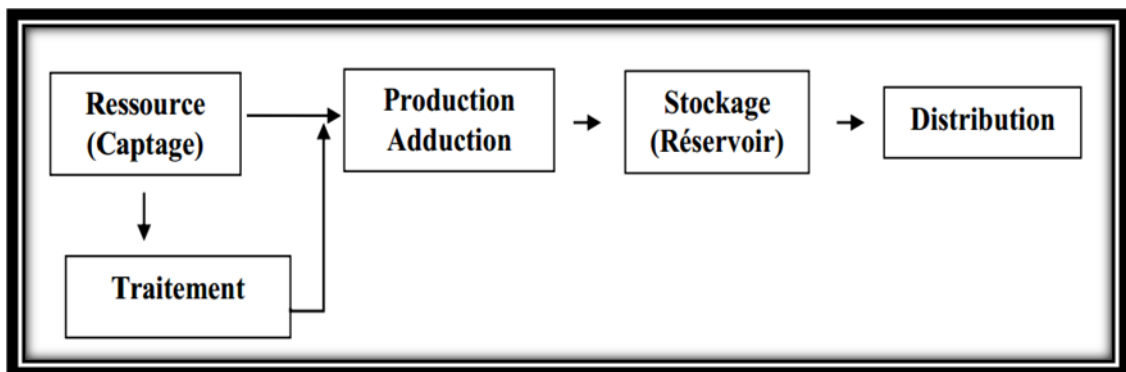 Ressource
(Captage)
Production
Adduction
Stockage
(Réservoir)
Distribution
Traitement